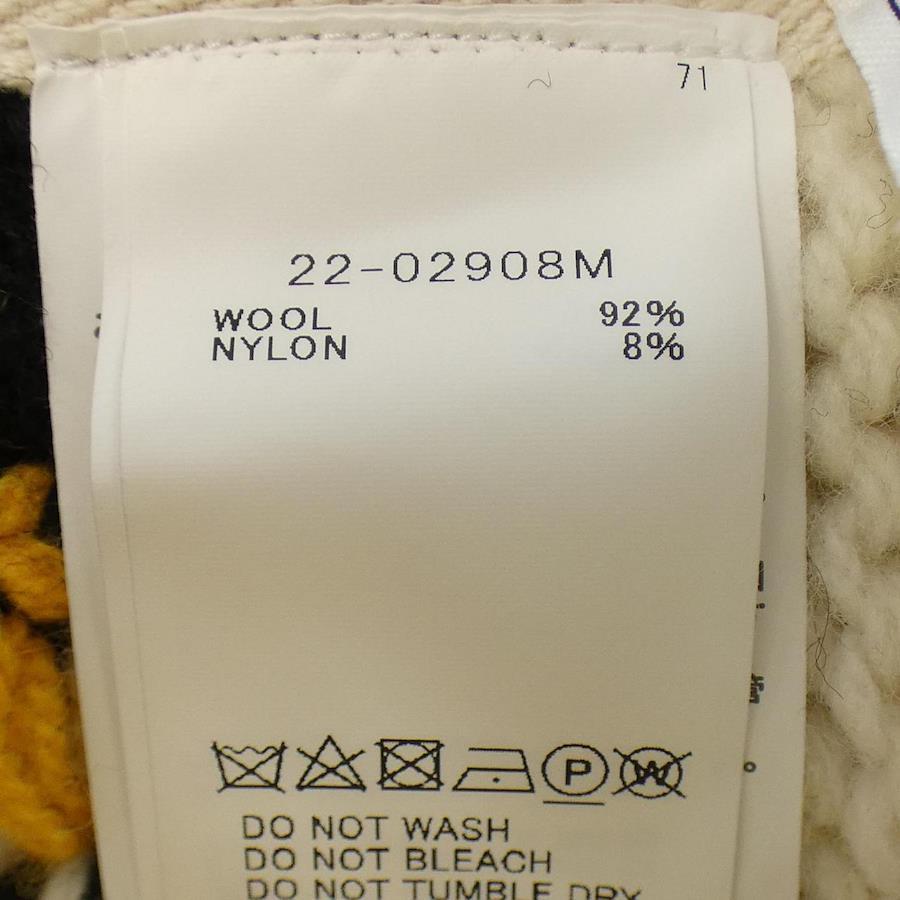 71
22-02908M
WOOL 92%
NYLON 8%
P W
DO NOT WASH
DO NOT BLEACH
DO NOT TUMBLE DRY